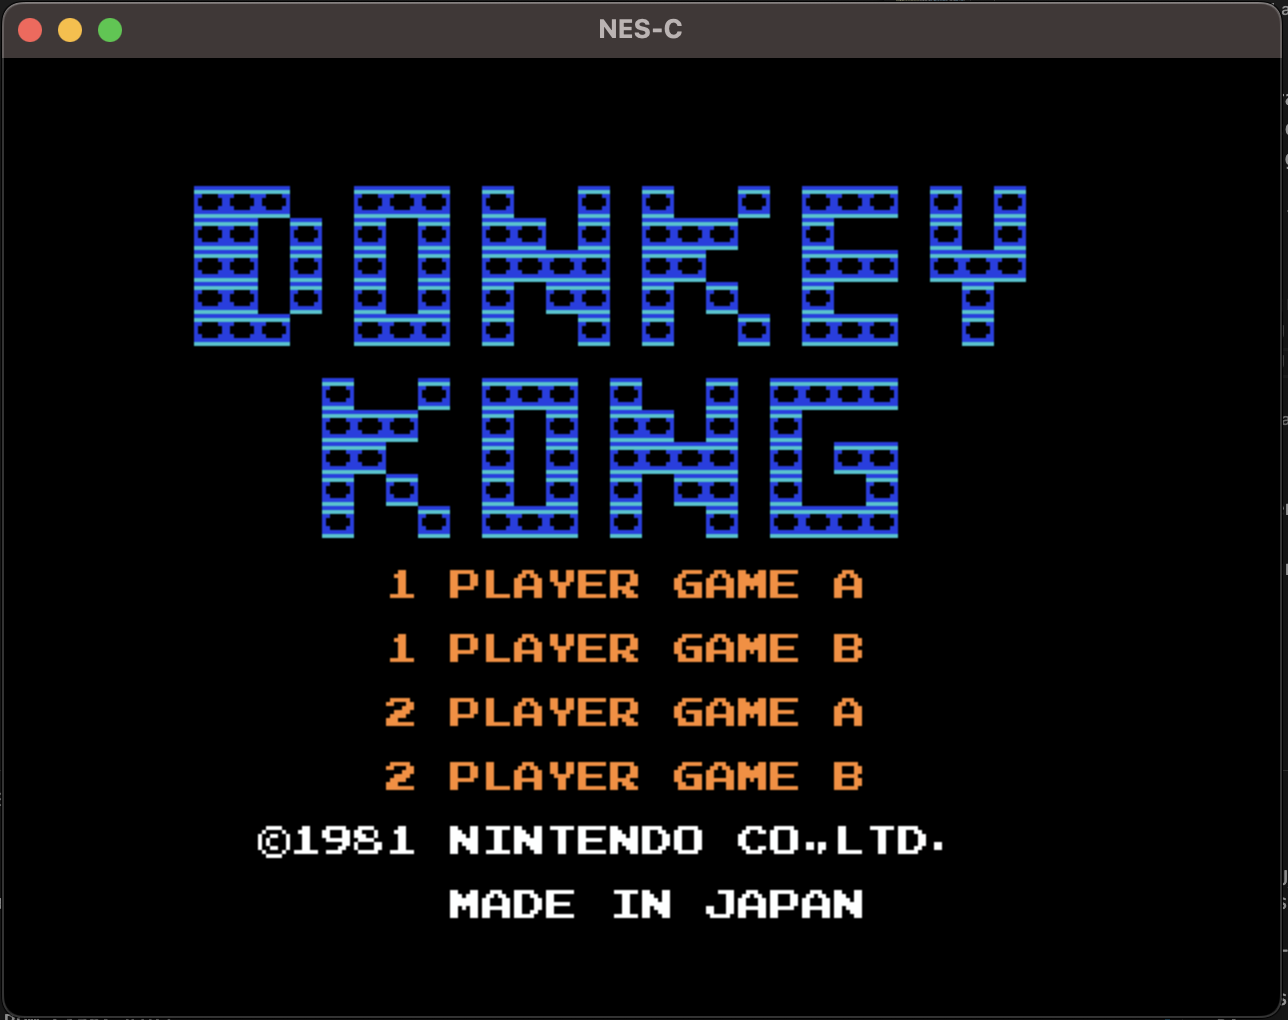 NES-C
DONKEY
KONG
1 PLAYER GAME A
1 PLAYER GAME B
2 PLAYER GAME A
2 PLAYER GAME B
©1981 NINTENDO CO.,LTD.
MADE IN JAPAN